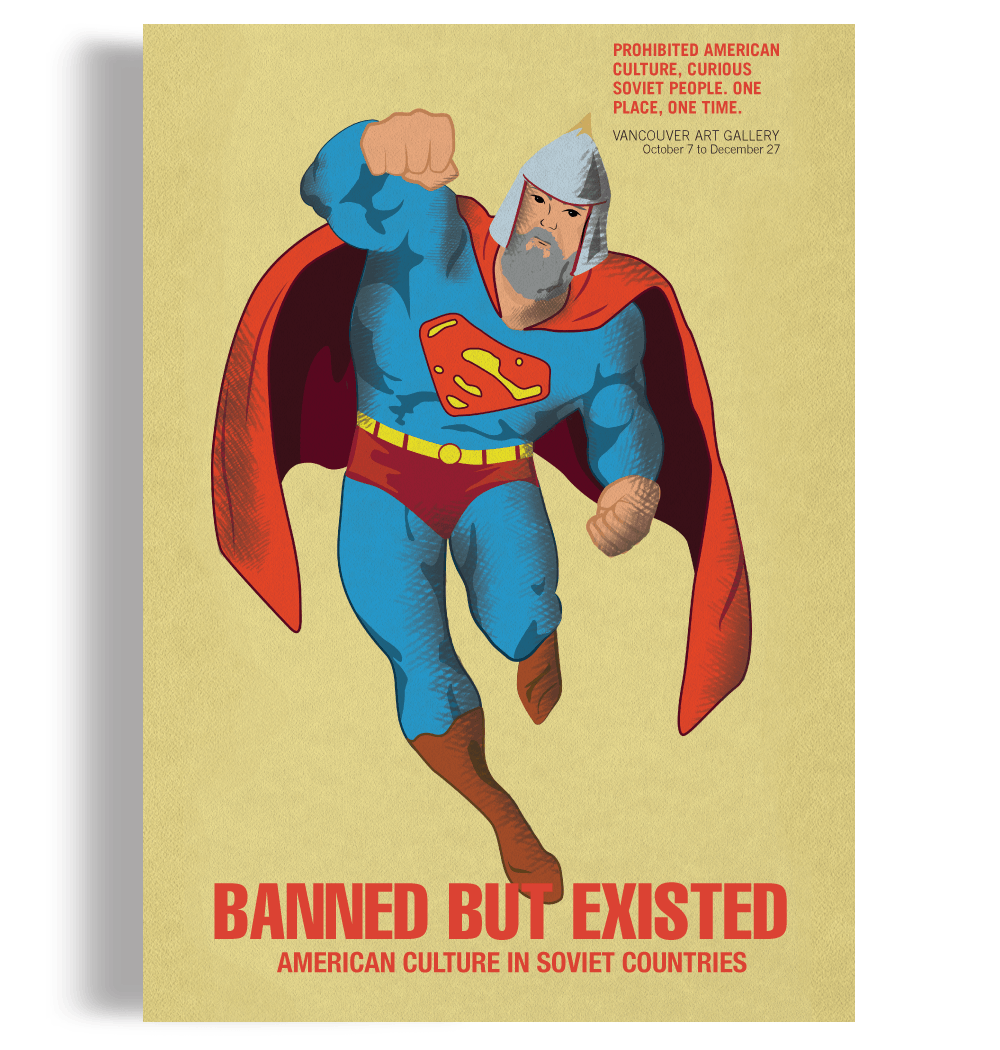 PROHIBITED AMERICAN
CULTURE, CURIOUS
SOVIET PEOPLE. ONE
PLACE, ONE TIME.
VANCOUVER ART GALLERY
October 7 to December 27
BANNED BUT EXISTED
AMERICAN CULTURE IN SOVIET COUNTRIES